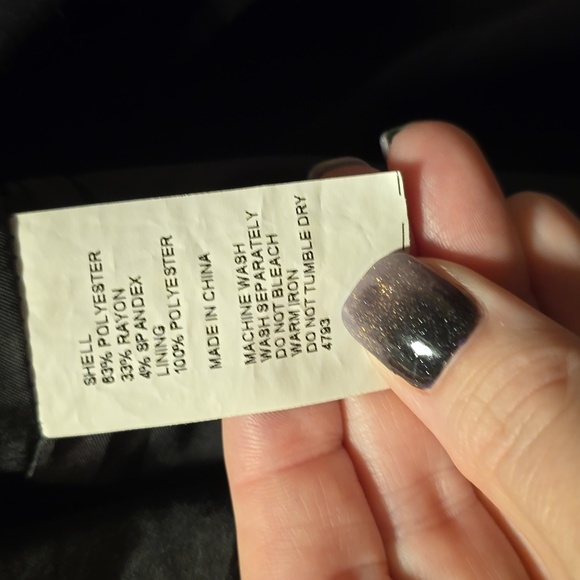 SHELL
63% POLYESTER
33% RAYON
4% SPANDEX
LINING
100% POLYESTER
MADE IN CHINA
MACHINE WASH
WASH SEPARATELY
DO NOT BLEACH
WARM IRON
DO NOT TUMBLE DRY
4793